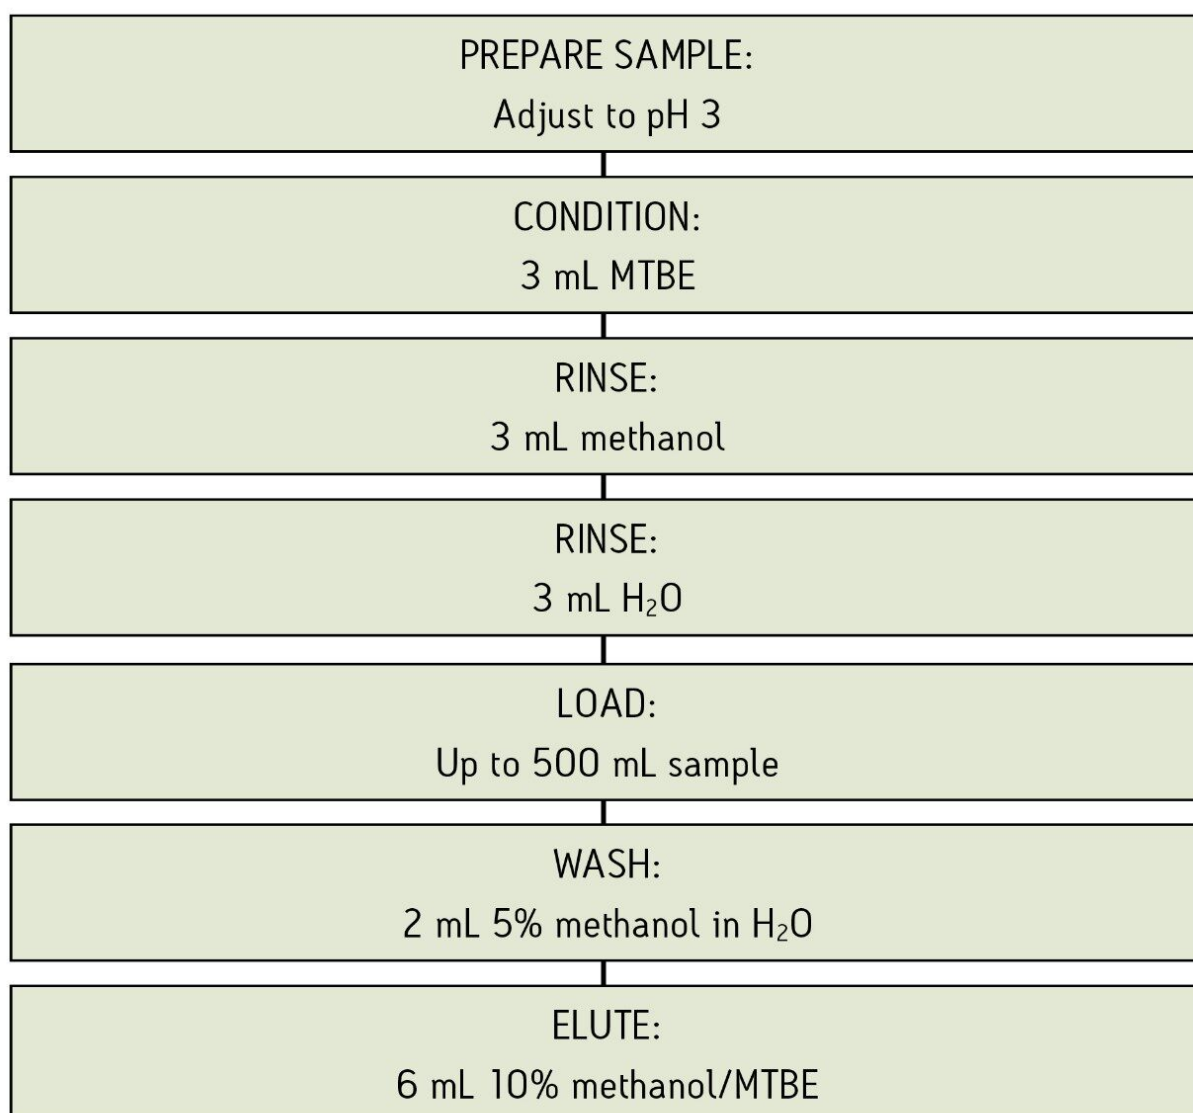 PREPARE SAMPLE:
Adjust to pH 3
CONDITION:
3 mL MTBE
RINSE:
3 mL methanol
RINSE:
3 mL H₂O
LOAD:
Up to 500 mL sample
WASH:
2 mL 5% methanol in H₂O
ELUTE:
6 mL 10% methanol/MTBE